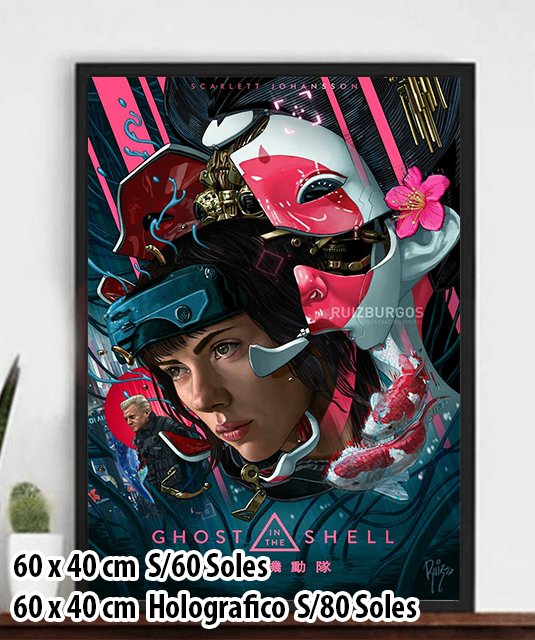 SCARLETT JOHANSSON
RUIZBURGOS
GHOST IN THE SHELL
機動隊
60 x 40 cm S/60 Soles
60 x 40 cm Holografico S/80 Soles